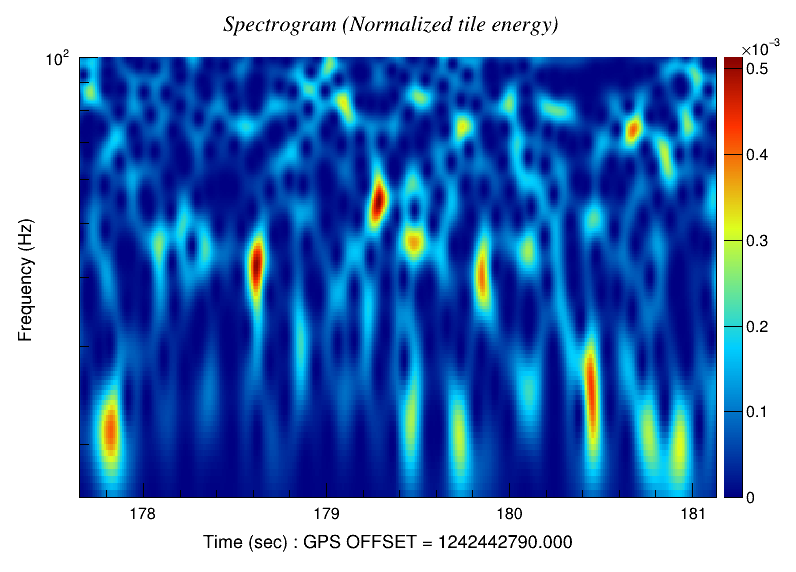 Spectrogram (Normalized tile energy)
×10⁻³
10²
0.5
0.4
0.3
0.2
0.1
0
Frequency (Hz)
178 179 180 181
Time (sec) : GPS OFFSET = 1242442790.000